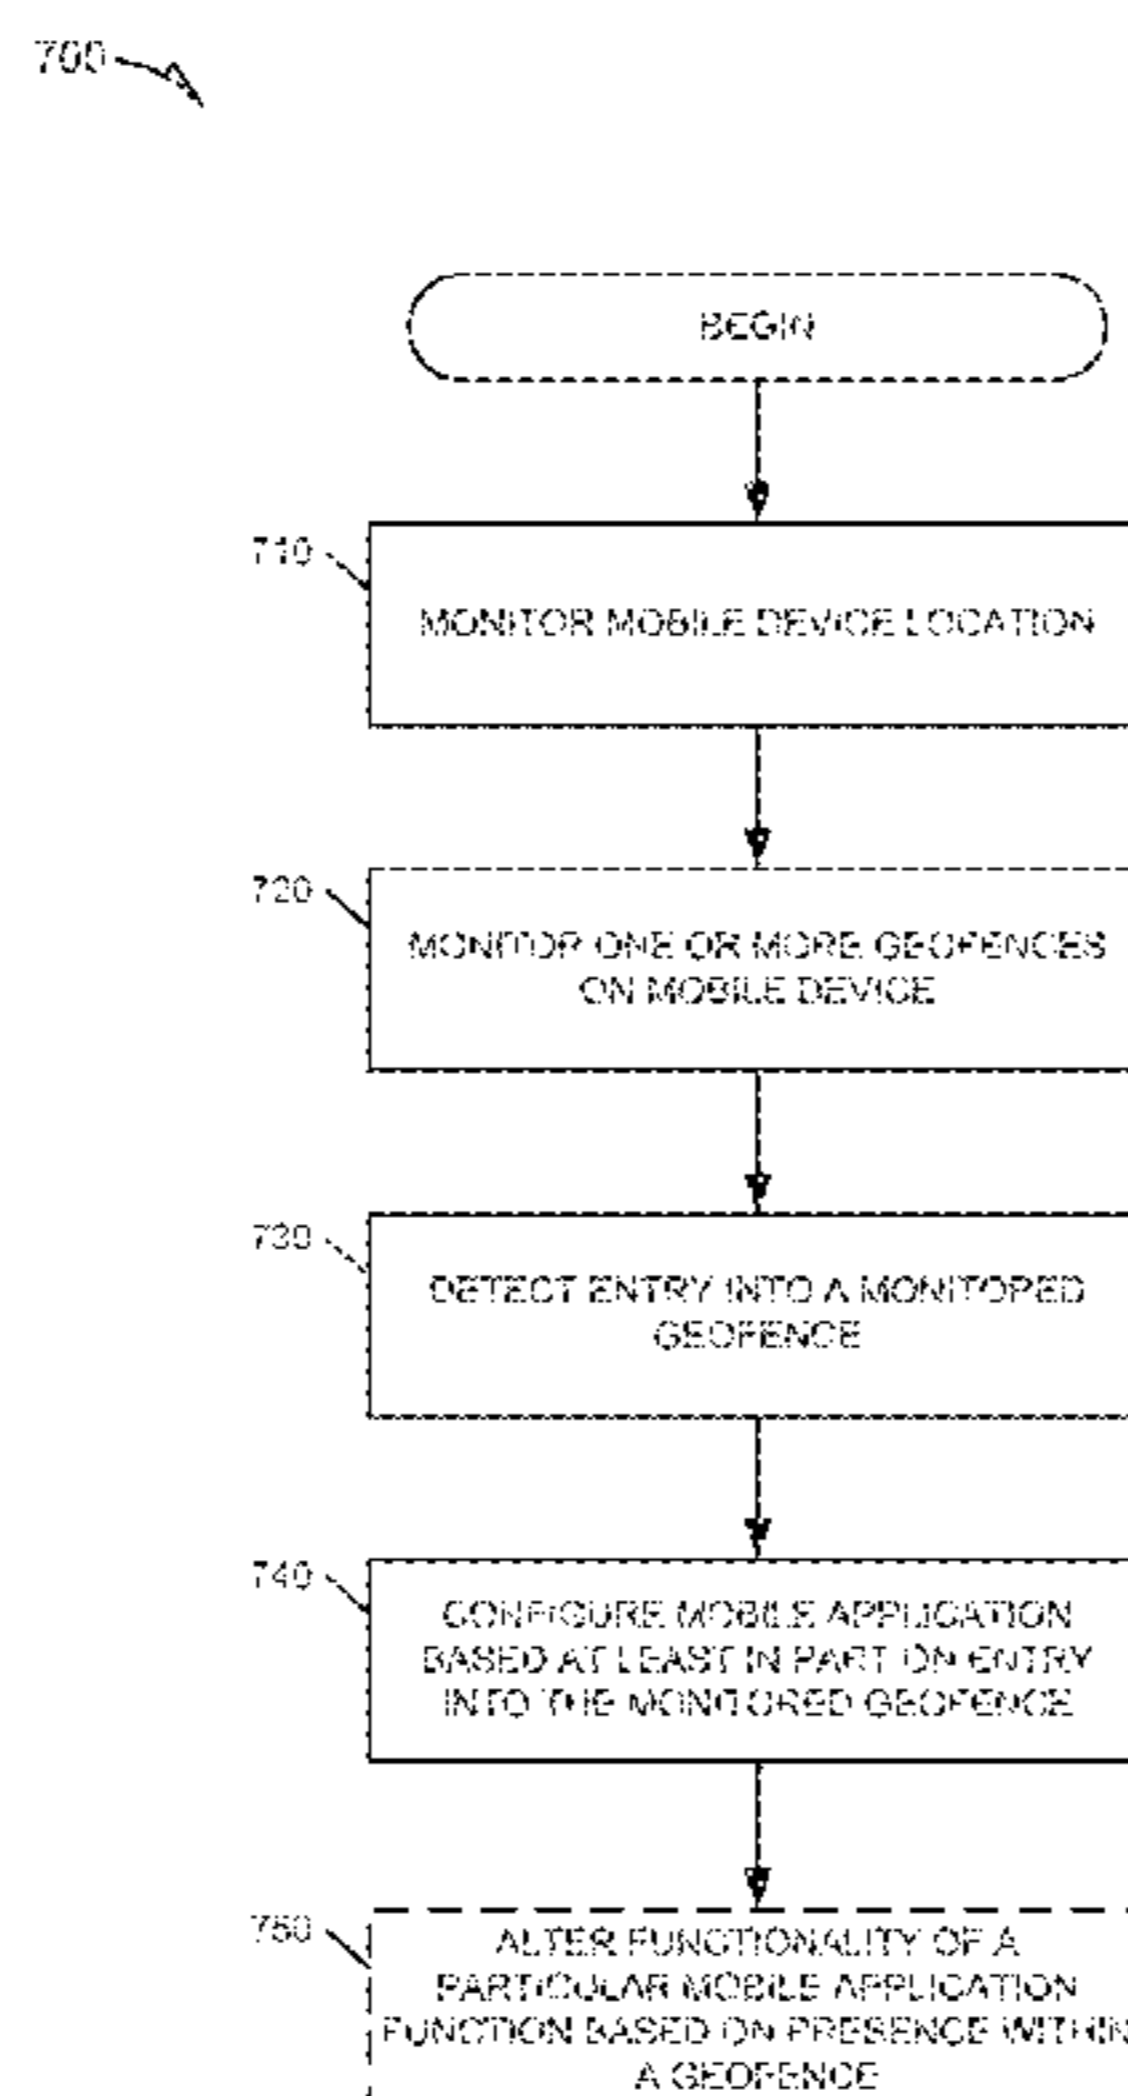 700
BEGIN
710
MONITOR MOBILE DEVICE LOCATION
720
MONITOR ONE OR MORE GEOFENCES
ON MOBILE DEVICE
730
DETECT ENTRY INTO A MONITORED
GEOFENCE
740
CONFIGURE MOBILE APPLICATION
BASED AT LEAST IN PART ON ENTRY
INTO THE MONITORED GEOFENCE
750
ALTER FUNCTIONALITY OF A
PARTICULAR MOBILE APPLICATION
FUNCTION BASED ON PRESENCE WITHIN
A GEOFENCE